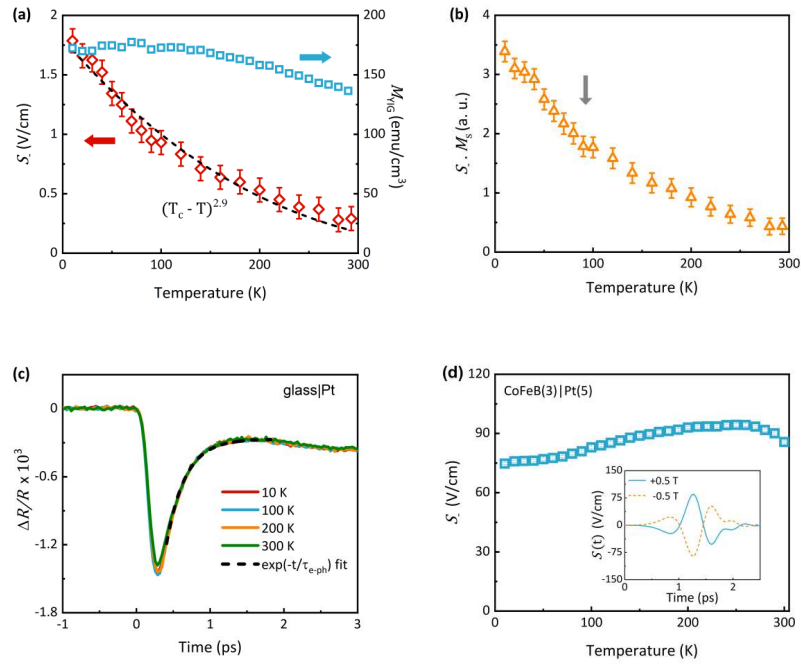 (a)
2
1.5
1
0.5
0
S_ (V/cm)
200
150
100
50
0
M_YIG (emu/cm³)
(T_c - T)^2.9
0 100 200 300
Temperature (K)
(b)
4
3
2
1
0
S_ . M_s (a. u.)
0 100 200 300
Temperature (K)
(c)
glass|Pt
0
-0.6
-1.2
-1.8
ΔR/R × 10³
10 K
100 K
200 K
300 K
exp(-t/τ_e-ph) fit
-1 0 1 2 3
Time (ps)
(d)
CoFeB(3)|Pt(5)
120
90
60
30
0
S_ (V/cm)
+0.5 T
-0.5 T
150
75
0
-75
-150
S(t) (V/cm)
0 1 2
Time (ps)
0 100 200 300
Temperature (K)